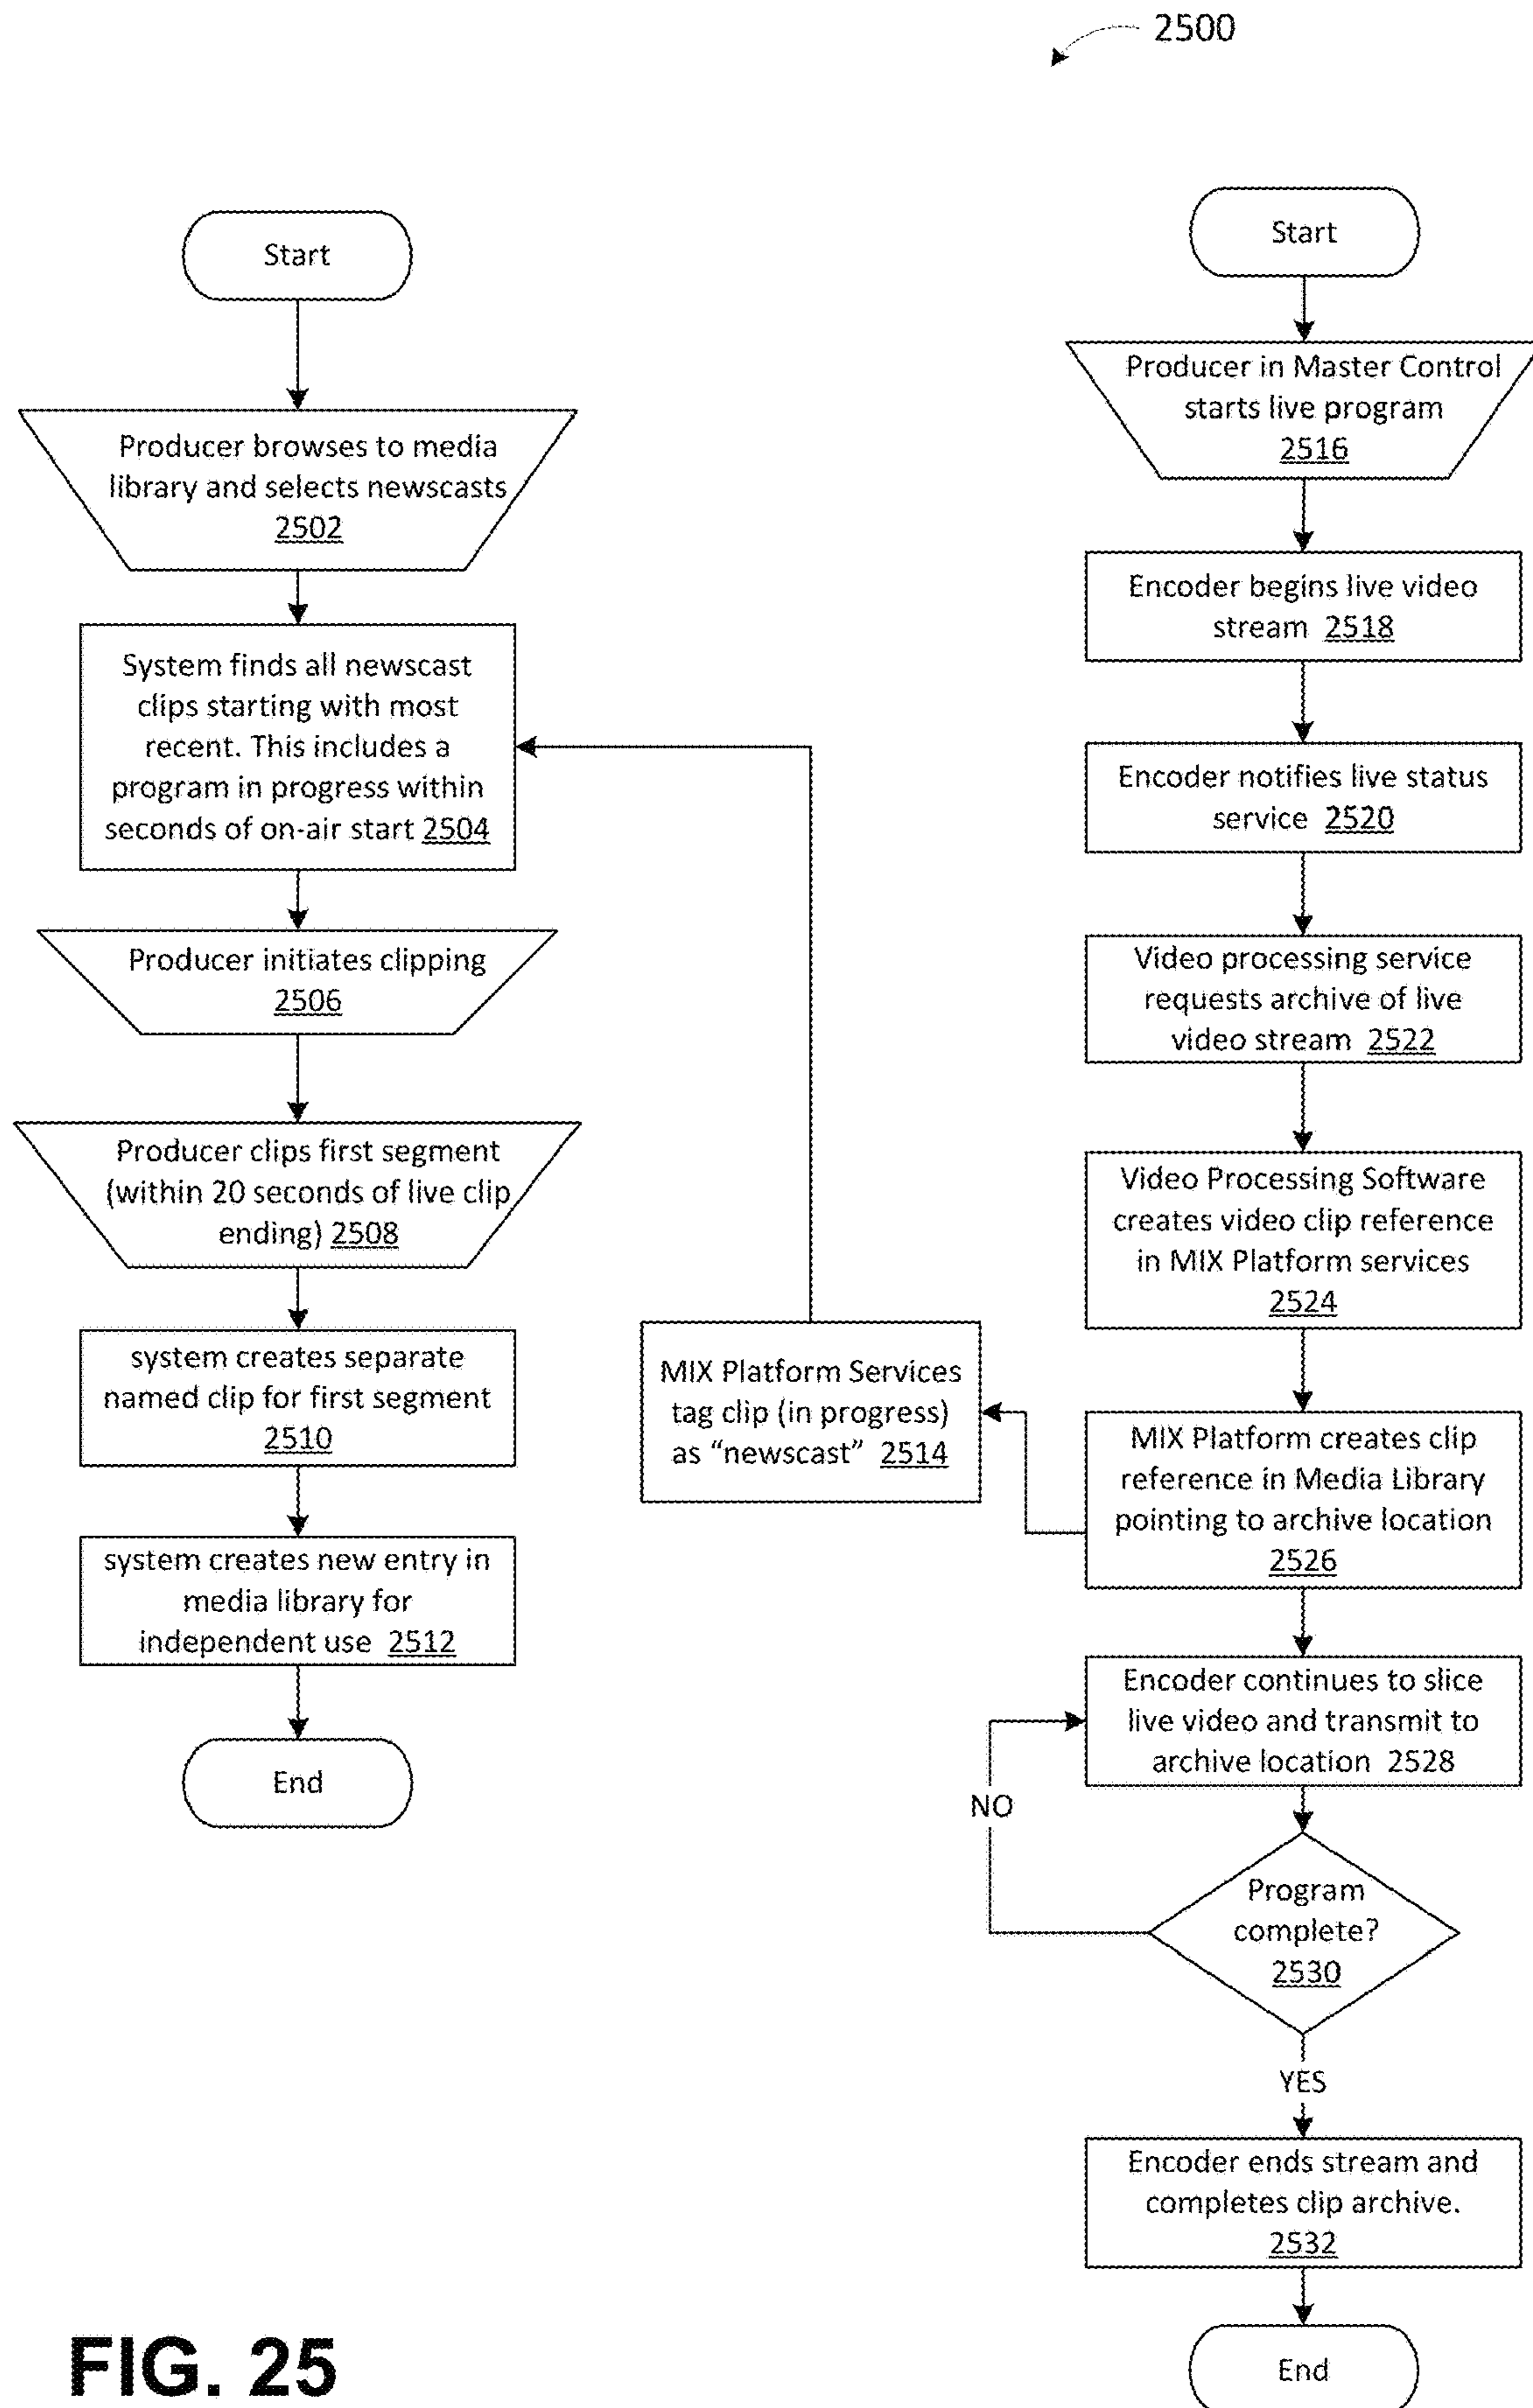 2500
Start
Producer browses to media
library and selects newscasts
2502
System finds all newscast
clips starting with most
recent. This includes a
program in progress within
seconds of on-air start 2504
Producer initiates clipping
2506
Producer clips first segment
(within 20 seconds of live clip
ending) 2508
system creates separate
named clip for first segment
2510
system creates new entry in
media library for
independent use 2512
End
MIX Platform Services
tag clip (in progress)
as “newscast” 2514
Start
Producer in Master Control
starts live program
2516
Encoder begins live video
stream 2518
Encoder notifies live status
service 2520
Video processing service
requests archive of live
video stream 2522
Video Processing Software
creates video clip reference
in MIX Platform services
2524
MIX Platform creates clip
reference in Media Library
pointing to archive location
2526
Encoder continues to slice
live video and transmit to
archive location 2528
NO
Program
complete?
2530
YES
Encoder ends stream and
completes clip archive.
2532
End
FIG. 25